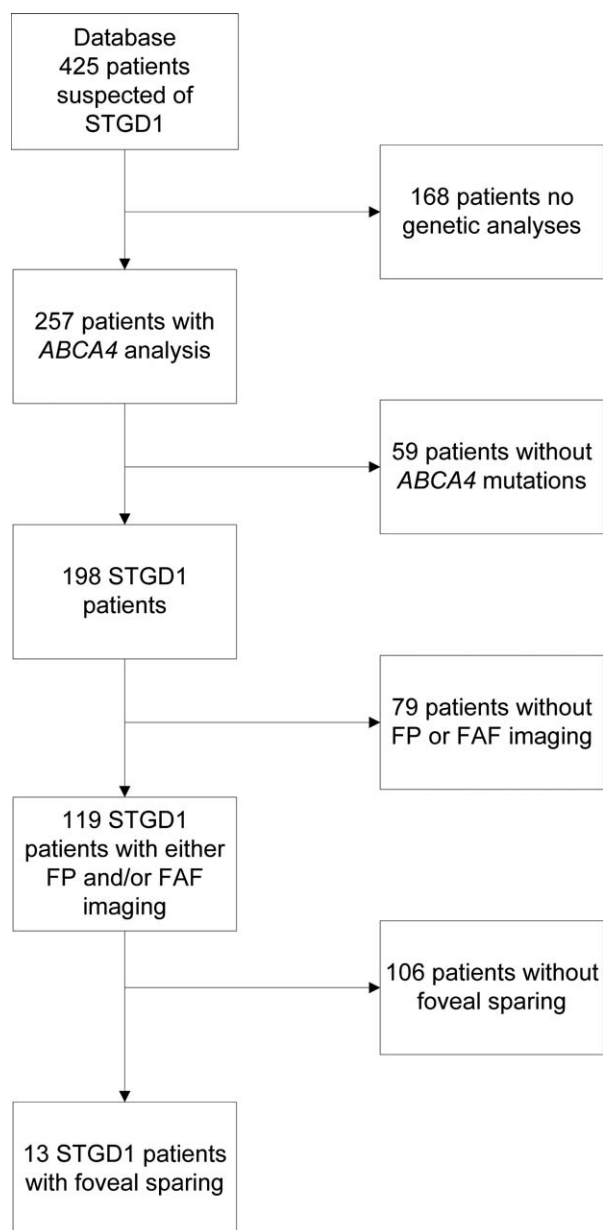 Database
425 patients
suspected of
STGD1
168 patients no
genetic analyses
257 patients with
ABCA4 analysis
59 patients without
ABCA4 mutations
198 STGD1
patients
79 patients without
FP or FAF imaging
119 STGD1
patients with either
FP and/or FAF
imaging
106 patients without
foveal sparing
13 STGD1 patients
with foveal sparing